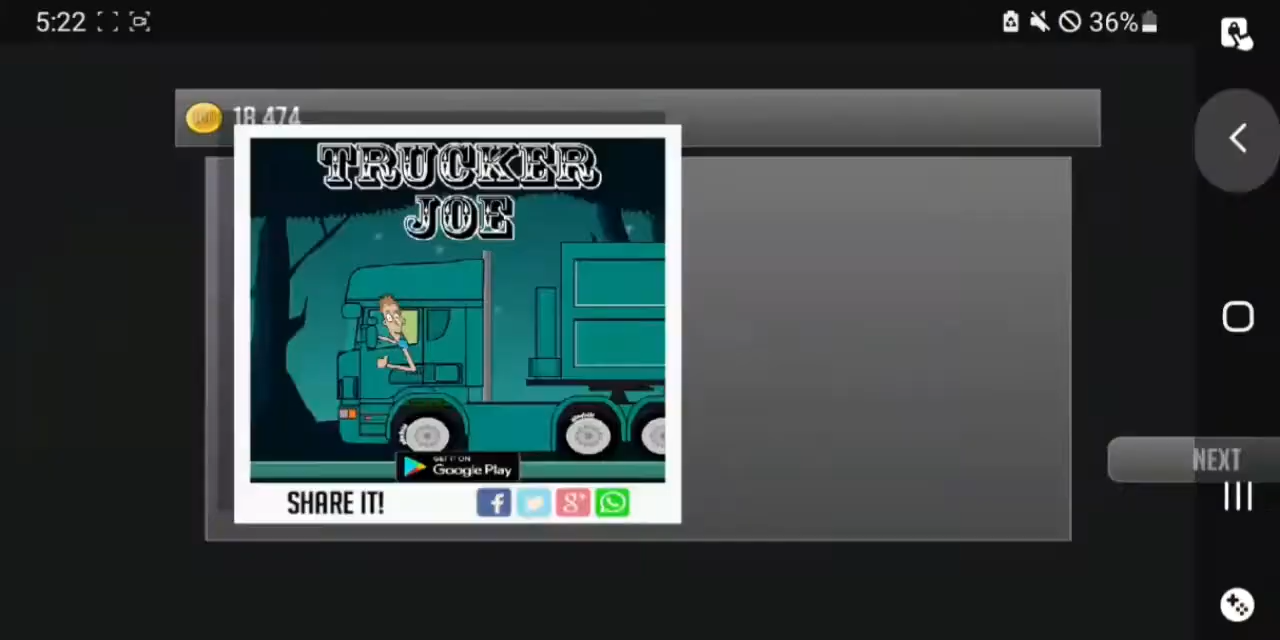 5:22
36%
18 474
TRUCKER
JOE
GET IT ON
Google Play
SHARE IT!
NEXT